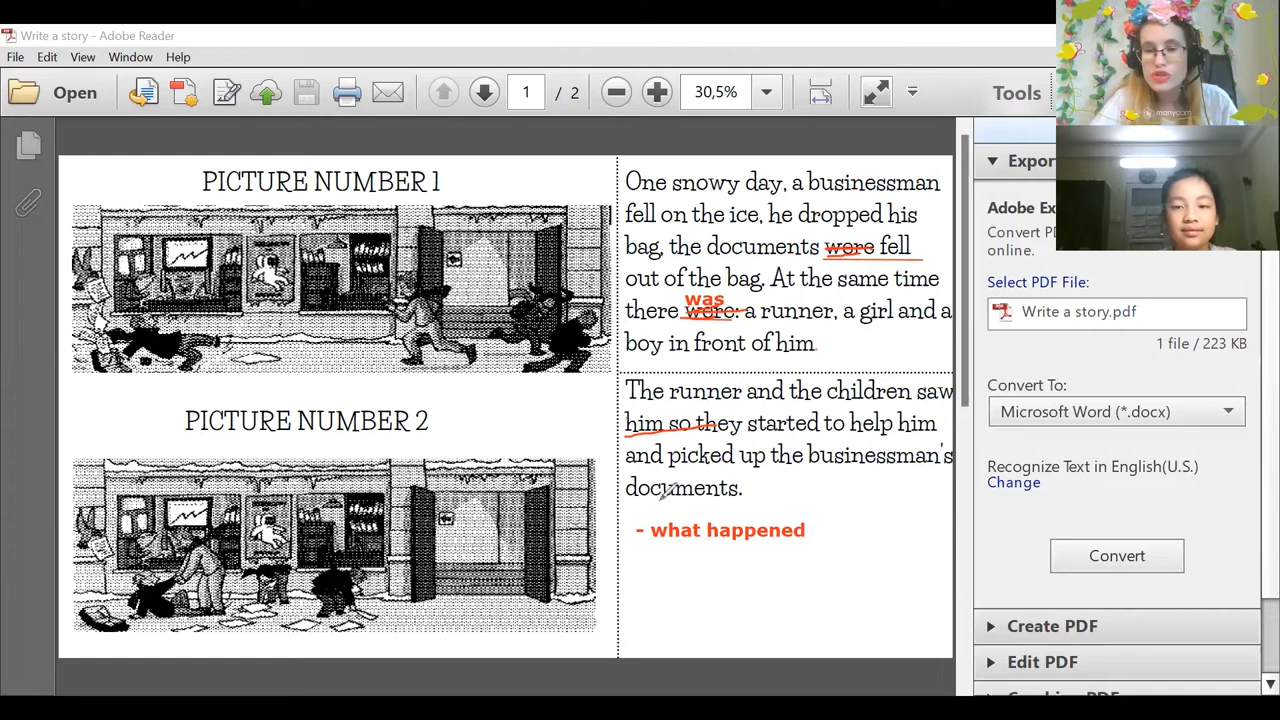 Write a story - Adobe Reader
File Edit View Window Help
Open 1 / 2 30,5% Tools
manycam
PICTURE NUMBER 1
One snowy day, a businessman
fell on the ice, he dropped his
bag, the documents were fell
out of the bag. At the same time
was
there were: a runner, a girl and a
boy in front of him.
PICTURE NUMBER 2
The runner and the children saw
him so they started to help him
and picked up the businessman's
documents.
- what happened
Expor
Adobe Ex
Conver
online.
Select PDF File:
Write a story.pdf
1 file / 223 KB
Convert To:
Microsoft Word (*.docx)
Recognize Text in English(U.S.)
Change
Convert
Create PDF
Edit PDF